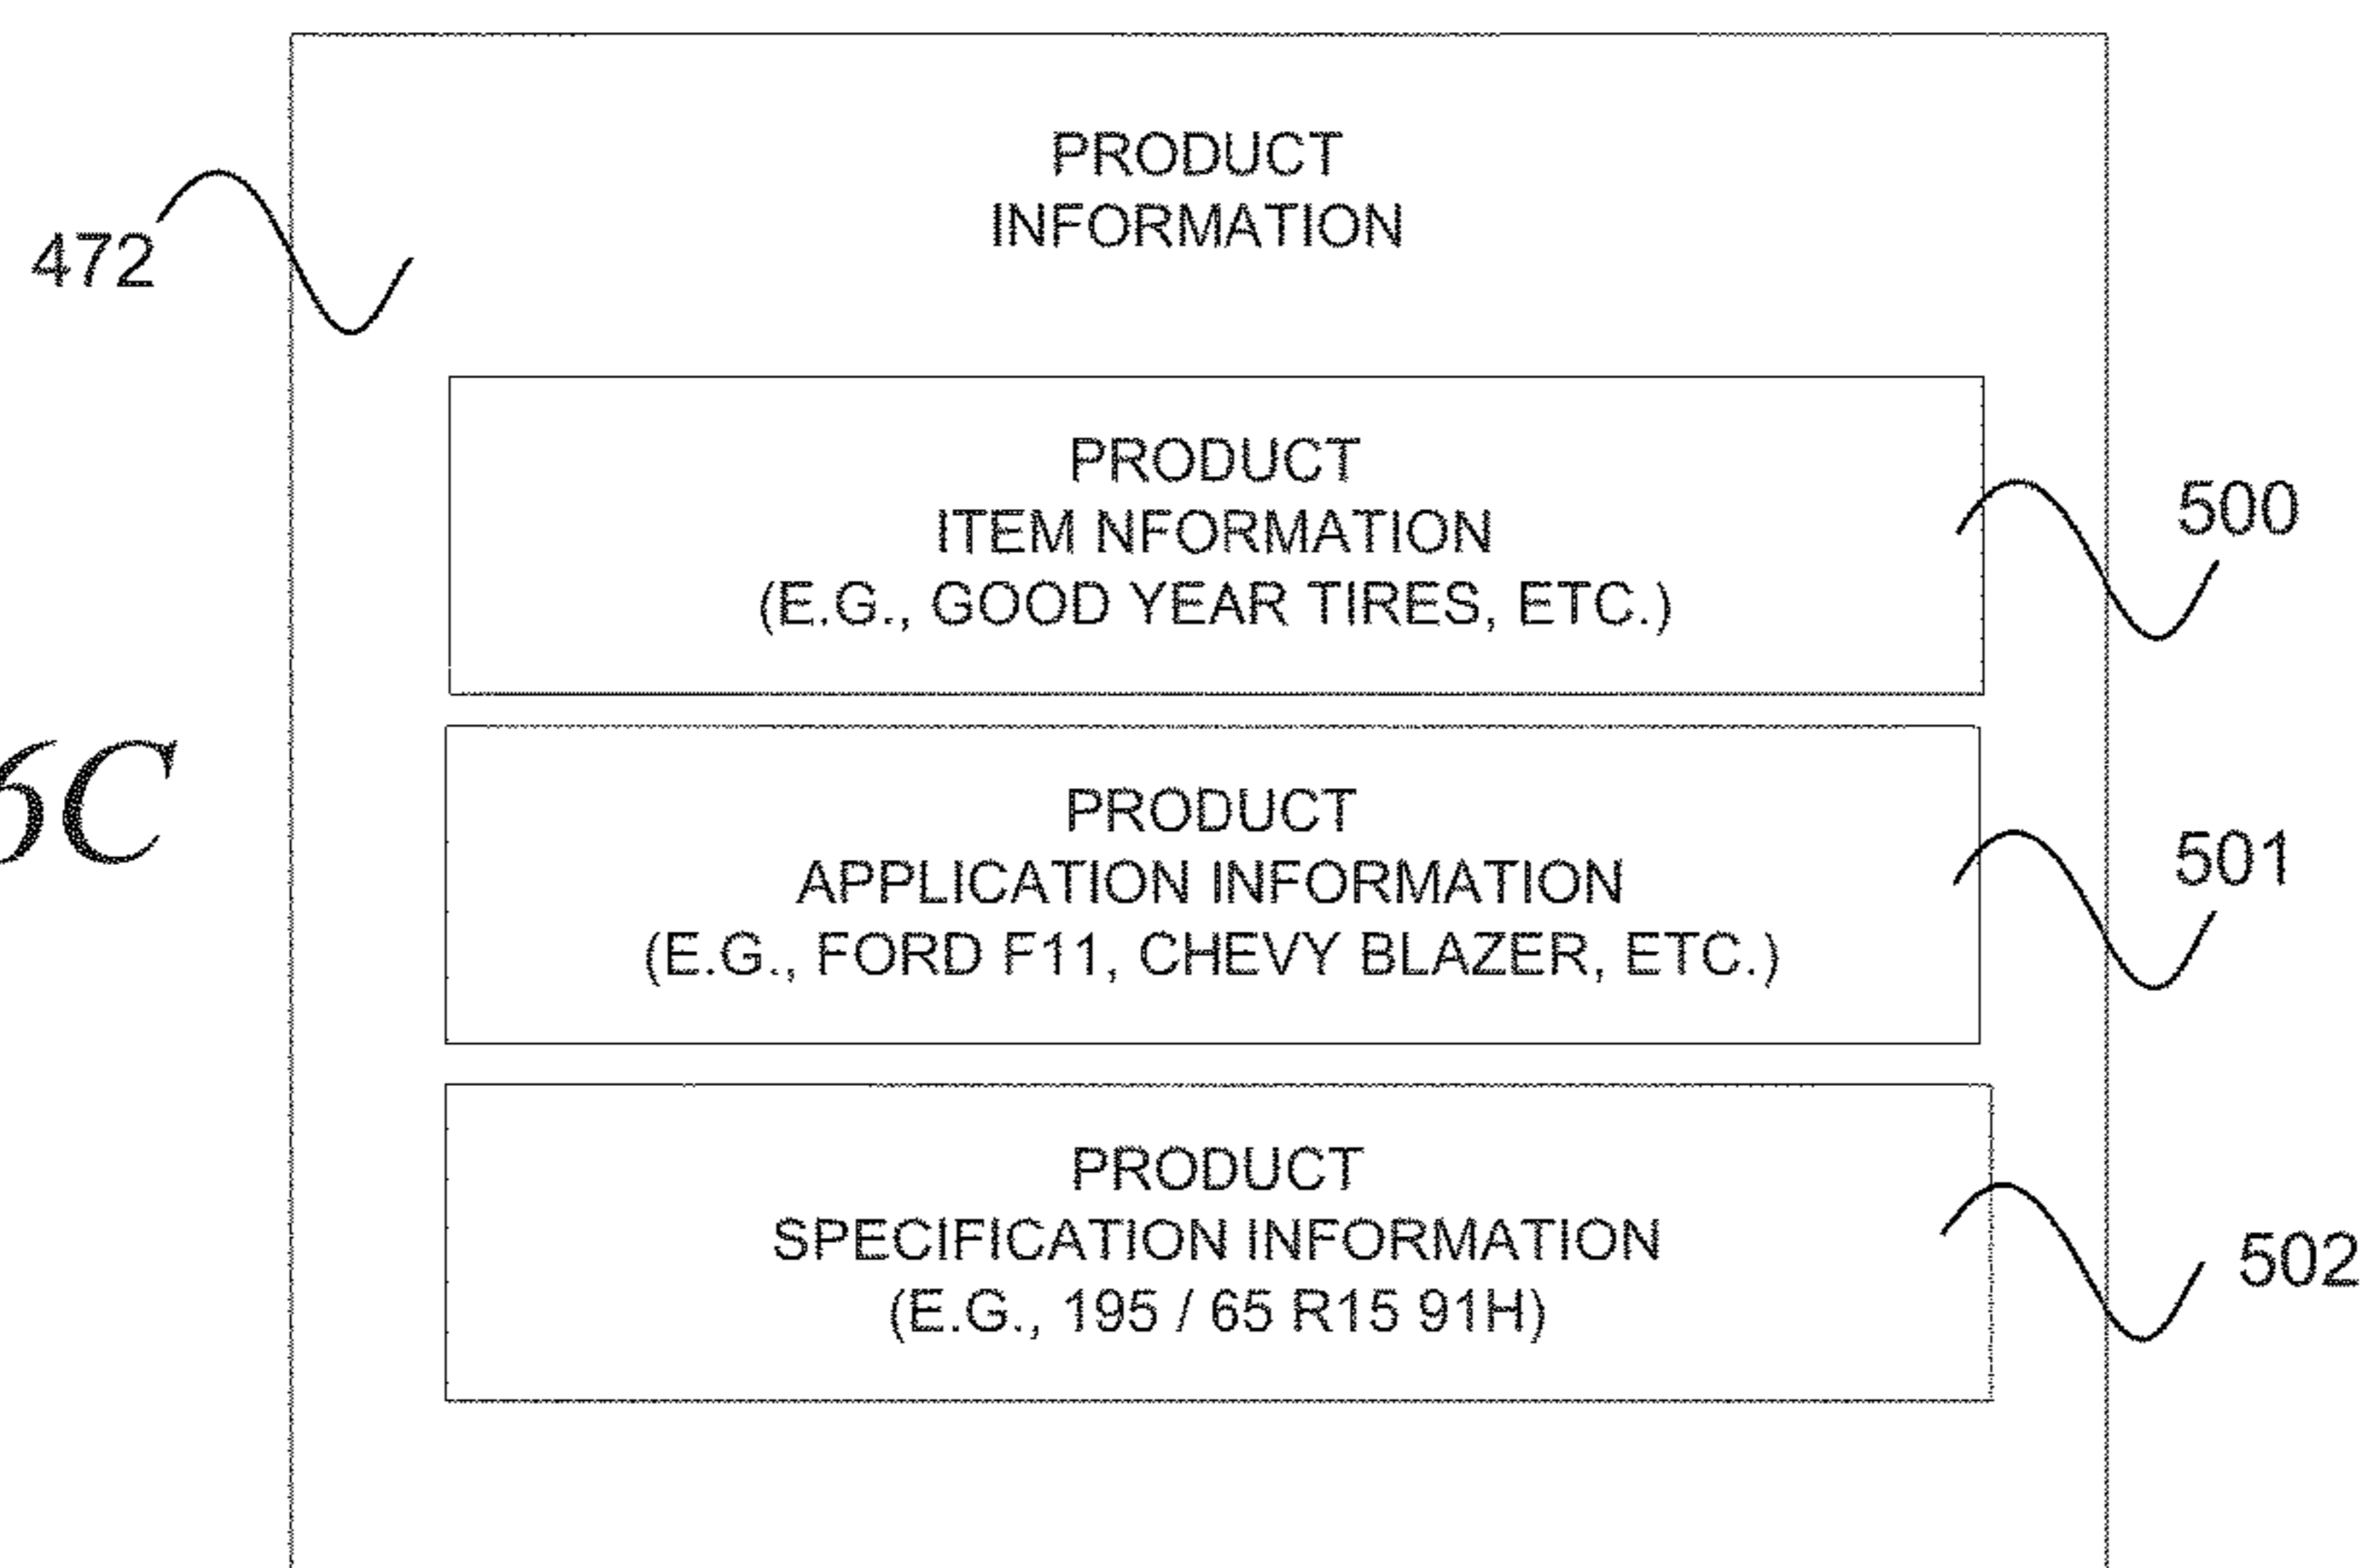 PRODUCT
INFORMATION
472
PRODUCT
ITEM NFORMATION
(E.G., GOOD YEAR TIRES, ETC.)
500
6C
PRODUCT
APPLICATION INFORMATION
(E.G., FORD F11, CHEVY BLAZER, ETC.)
501
PRODUCT
SPECIFICATION INFORMATION
(E.G., 195 / 65 R15 91H)
502